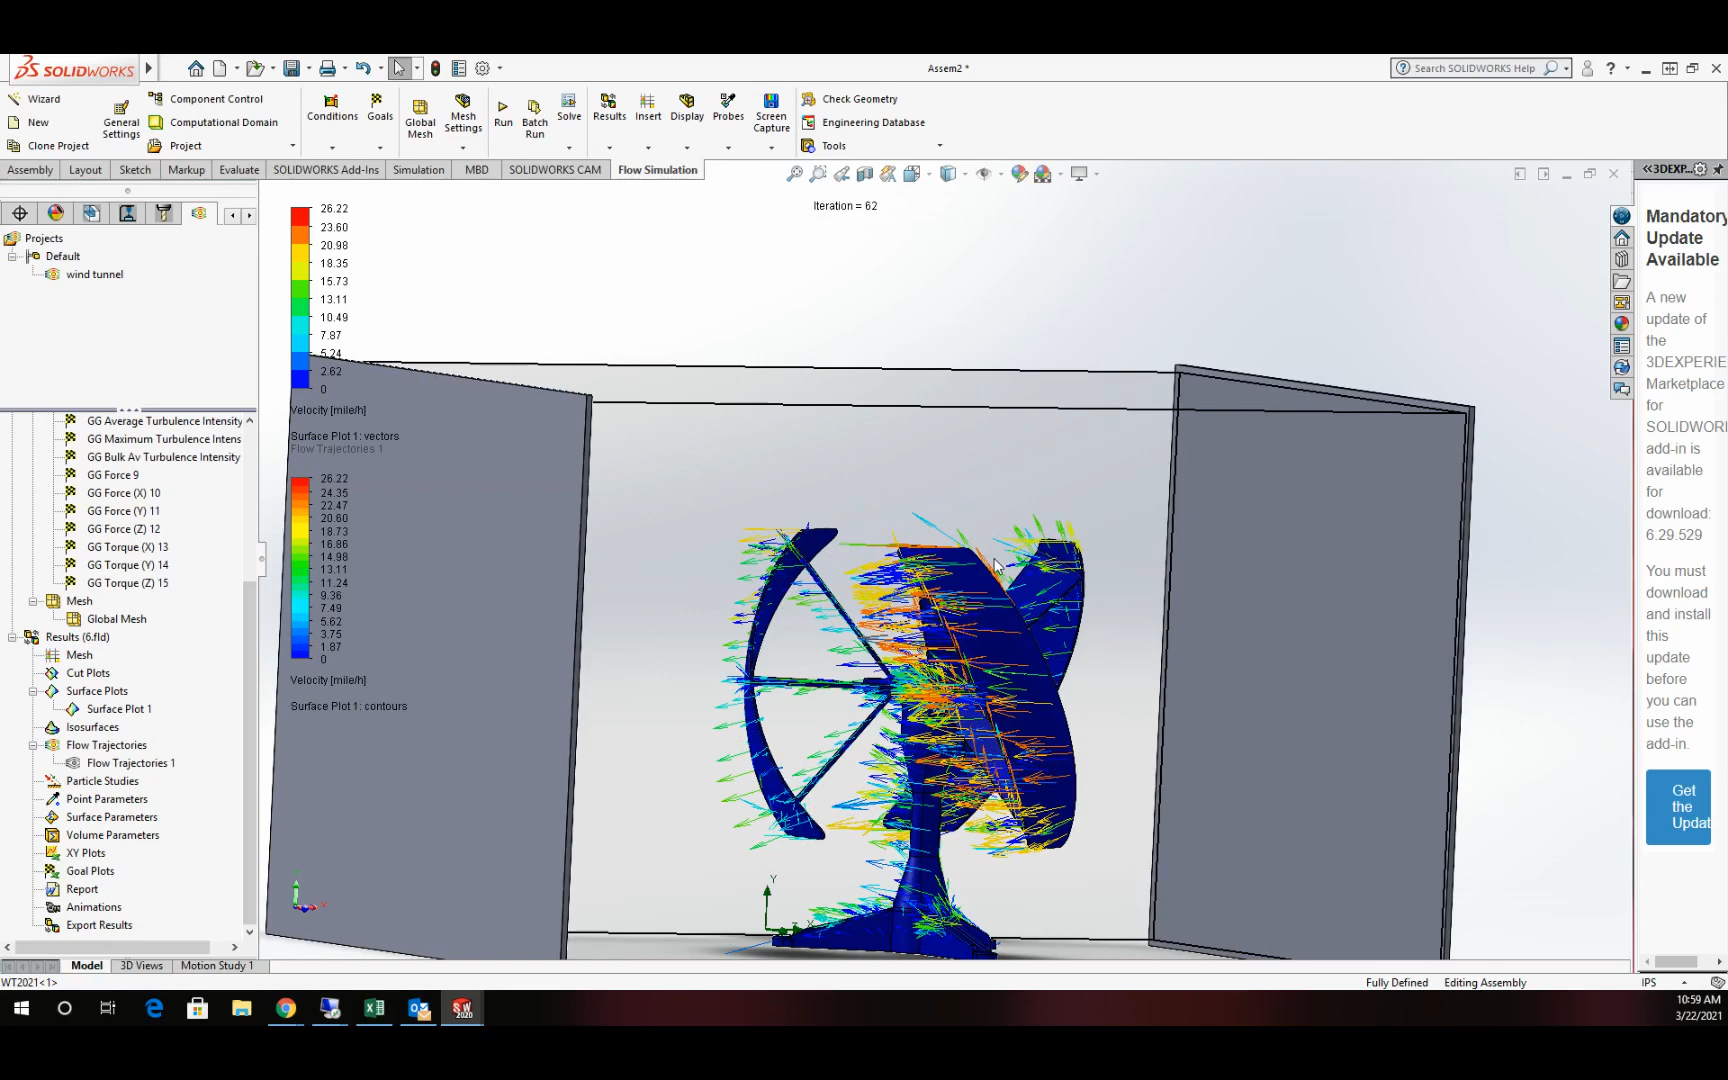 SOLIDWORKS
Assem2 *
Search SOLIDWORKS Help
Wizard
New
Clone Project
General Settings
Component Control
Computational Domain
Project
Conditions
Goals
Global Mesh
Mesh Settings
Run
Batch Run
Solve
Results
Insert
Display
Probes
Screen Capture
Check Geometry
Engineering Database
Tools
Assembly
Layout
Sketch
Markup
Evaluate
SOLIDWORKS Add-Ins
Simulation
MBD
SOLIDWORKS CAM
Flow Simulation
3DEXP...
Projects
Default
wind tunnel
GG Average Turbulence Intensity
GG Maximum Turbulence Intens
GG Bulk Av Turbulence Intensity
GG Force 9
GG Force (X) 10
GG Force (Y) 11
GG Force (Z) 12
GG Torque (X) 13
GG Torque (Y) 14
GG Torque (Z) 15
Mesh
Global Mesh
Results (6.fld)
Mesh
Cut Plots
Surface Plots
Surface Plot 1
Isosurfaces
Flow Trajectories
Flow Trajectories 1
Particle Studies
Point Parameters
Surface Parameters
Volume Parameters
XY Plots
Goal Plots
Report
Animations
Export Results
Iteration = 62
26.22
23.60
20.98
18.35
15.73
13.11
10.49
7.87
5.24
2.62
0
Velocity [mile/h]
Surface Plot 1: vectors
Flow Trajectories 1
26.22
24.35
22.47
20.60
18.73
16.86
14.98
13.11
11.24
9.36
7.49
5.62
3.75
1.87
0
Velocity [mile/h]
Surface Plot 1: contours
Y
X
Mandatory
Update
Available
A new
update of
the
3DEXPERIE
Marketplace
for
SOLIDWOR
add-in is
available
for
download:
6.29.529
You must
download
and install
this
update
before
you can
use the
add-in.
Get
the
Updat
Model
3D Views
Motion Study 1
WT2021<1>
Fully Defined
Editing Assembly
IPS
10:59 AM
3/22/2021